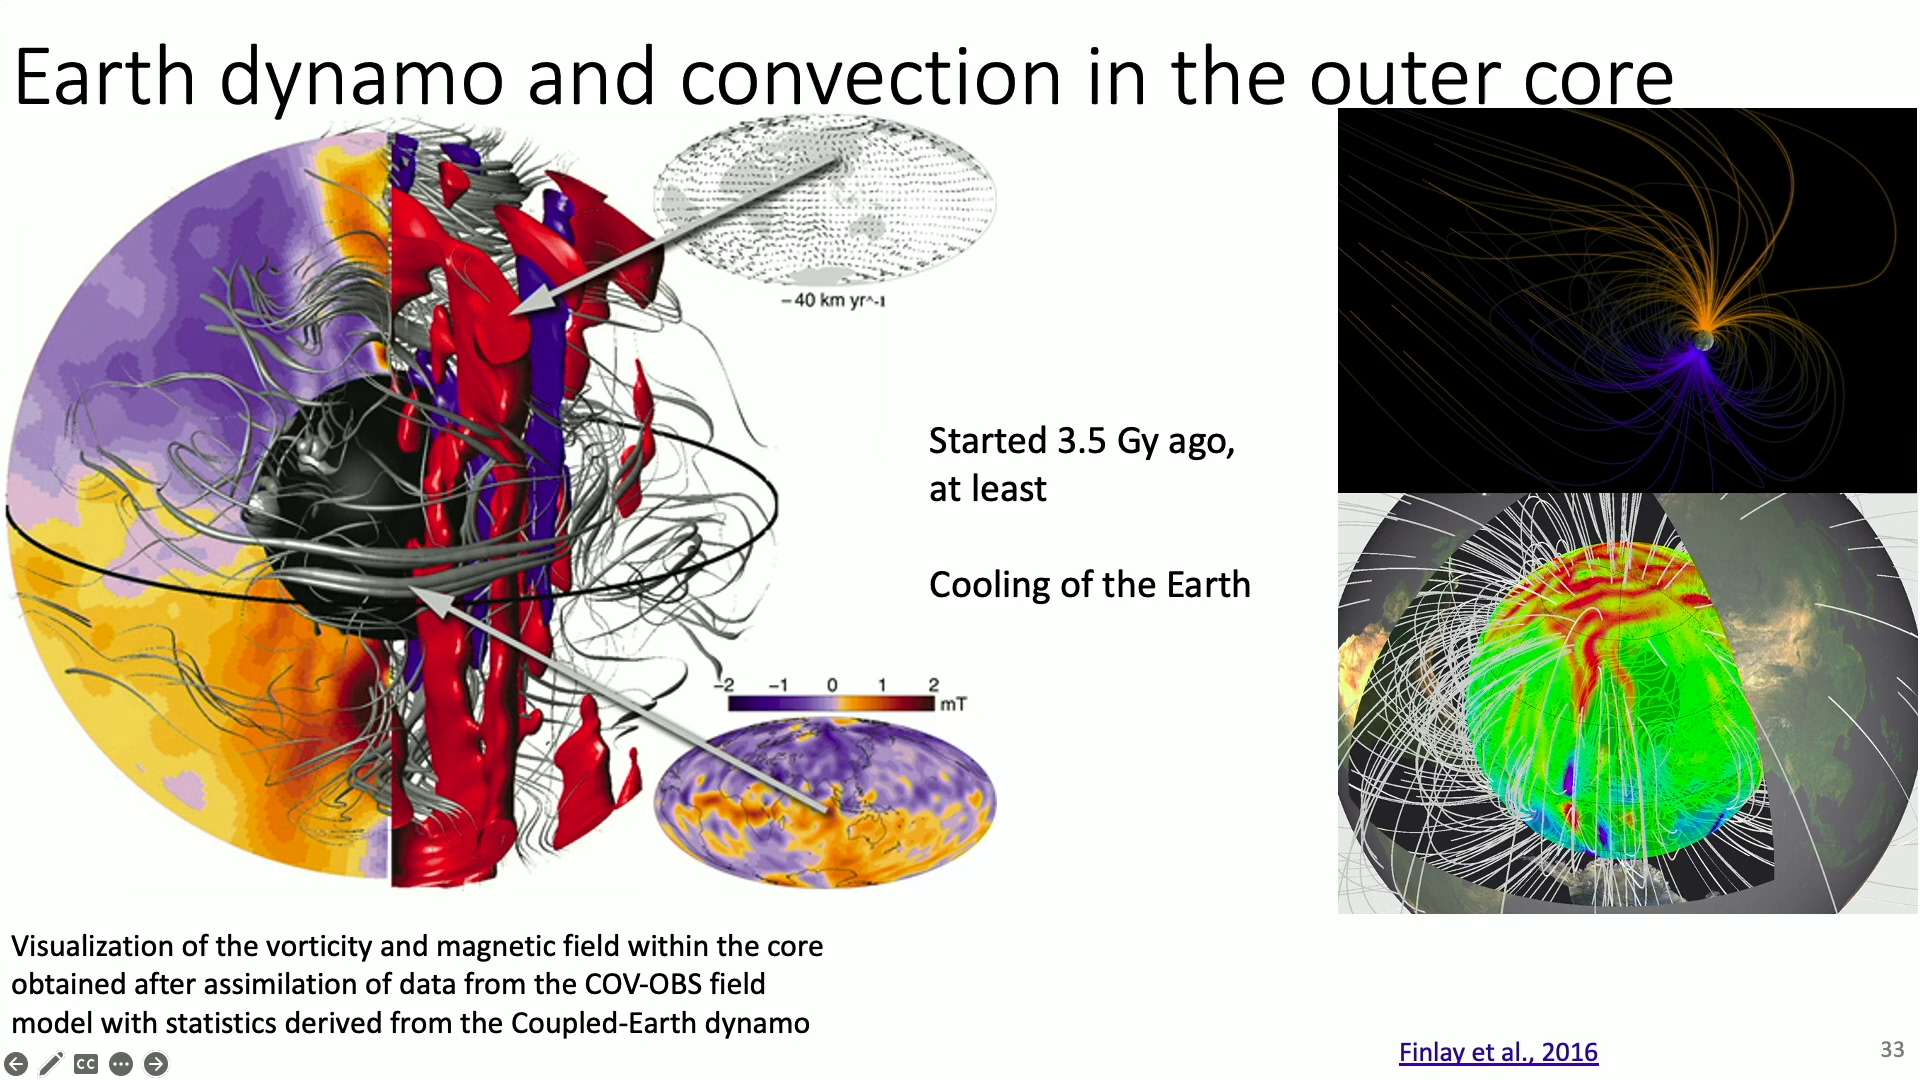 Earth dynamo and convection in the outer core
– 40 km yr^-1
Started 3.5 Gy ago,
at least
Cooling of the Earth
–2 –1 0 1 2
mT
Visualization of the vorticity and magnetic field within the core
obtained after assimilation of data from the COV-OBS field
model with statistics derived from the Coupled-Earth dynamo
CC
Finlay et al., 2016
33